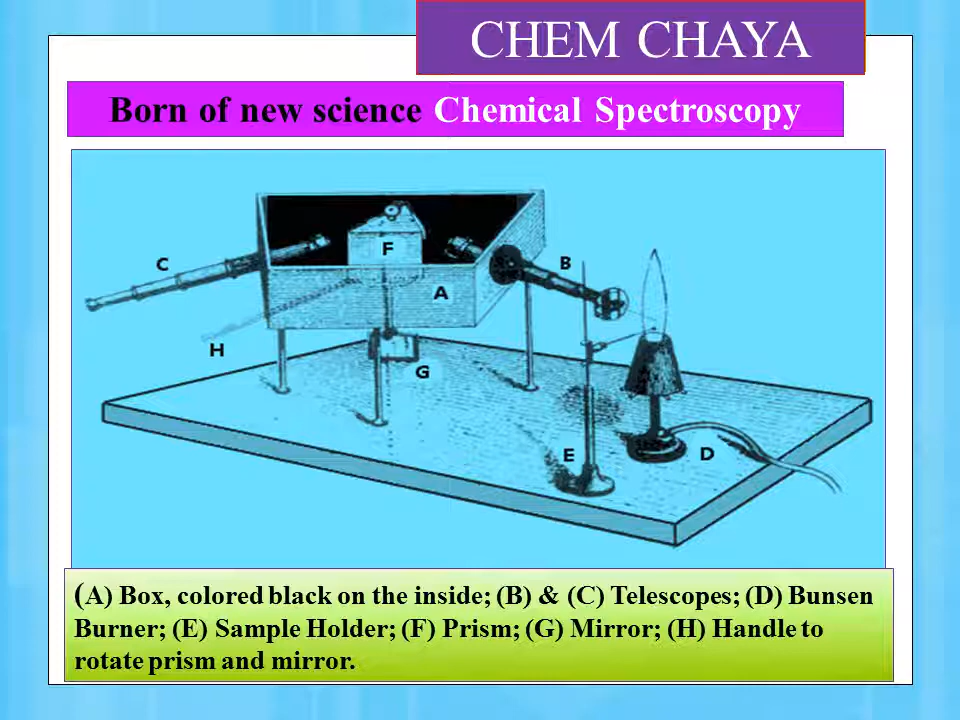 CHEM CHAYA
Born of new science Chemical Spectroscopy
C
F
B
A
H
G
E
D
(A) Box, colored black on the inside; (B) & (C) Telescopes; (D) Bunsen
Burner; (E) Sample Holder; (F) Prism; (G) Mirror; (H) Handle to
rotate prism and mirror.